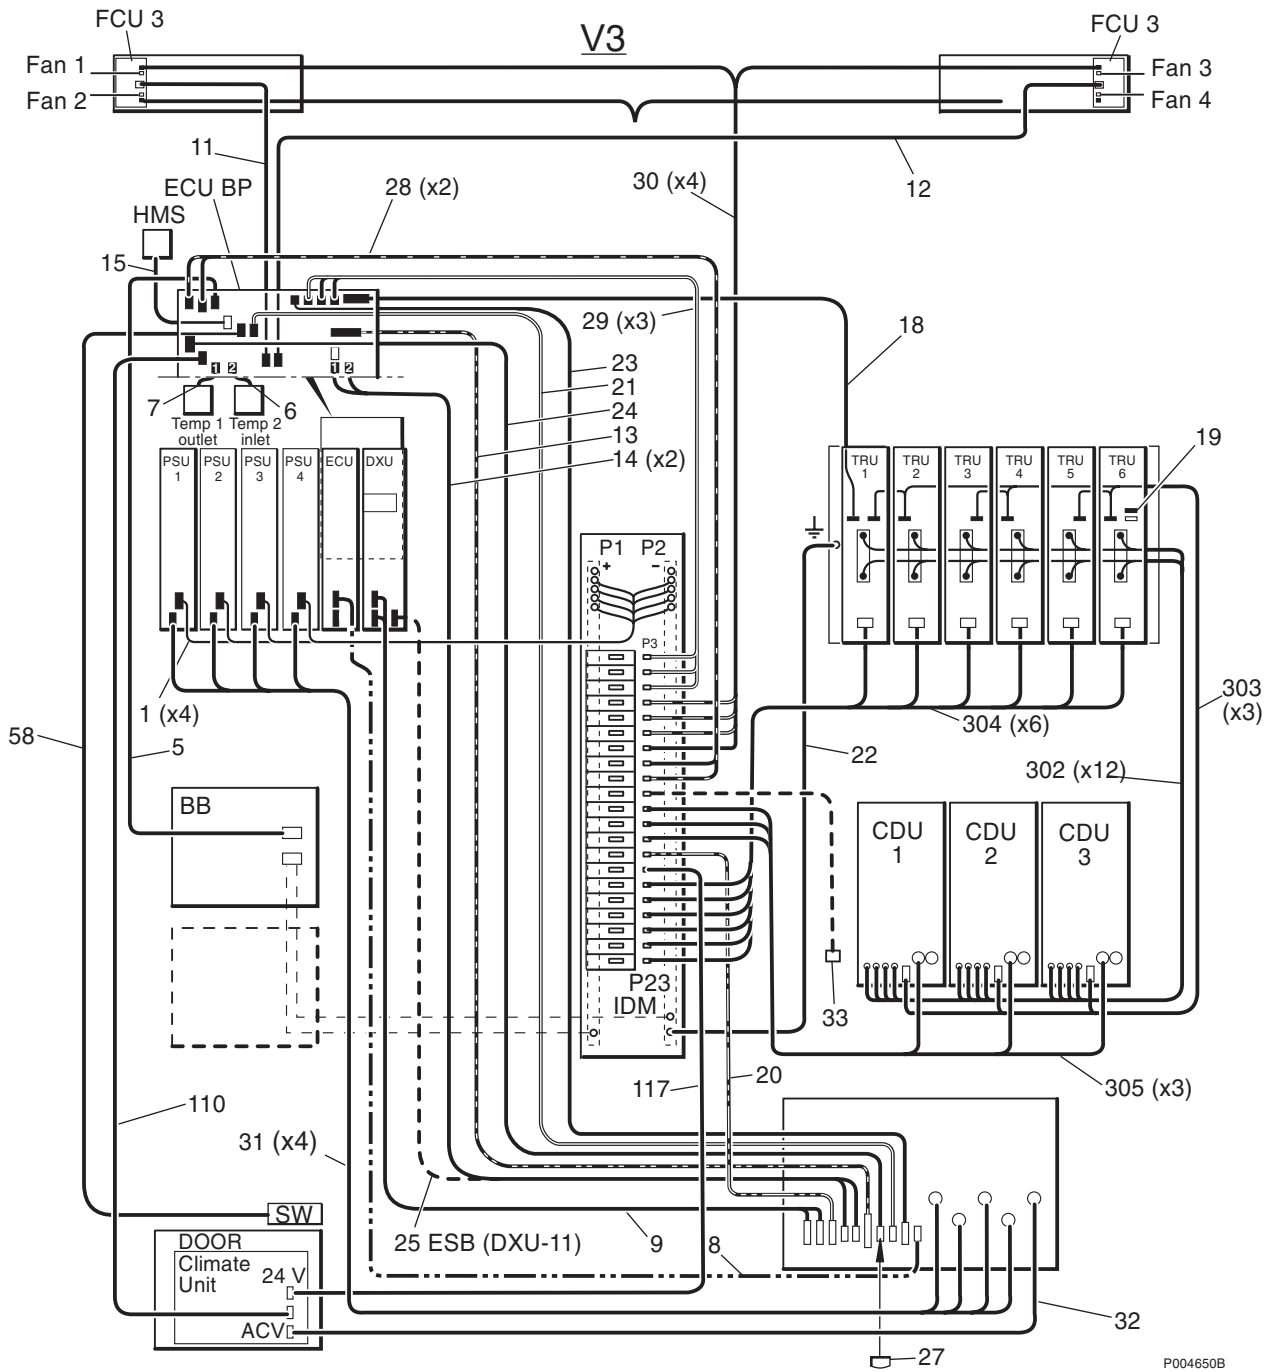 FCU 3
V3
FCU 3
Fan 1
Fan 2
Fan 3
Fan 4
11
12
ECU BP
28 (x2)
30 (x4)
HMS
15
29 (x3)
18
23
21
24
13
14 (x2)
1
2
1
2
7
6
Temp 1
outlet
Temp 2
inlet
19
PSU
1
PSU
2
PSU
3
PSU
4
ECU
DXU
TRU
1
TRU
2
TRU
3
TRU
4
TRU
5
TRU
6
P1
P2
+
−
P3
1 (x4)
58
5
304 (x6)
303
(x3)
22
302 (x12)
BB
CDU
1
CDU
2
CDU
3
P23
IDM
33
117
20
305 (x3)
110
31 (x4)
SW
25 ESB (DXU-11)
9
8
DOOR
Climate
Unit
24 V
ACV
32
27
P004650B